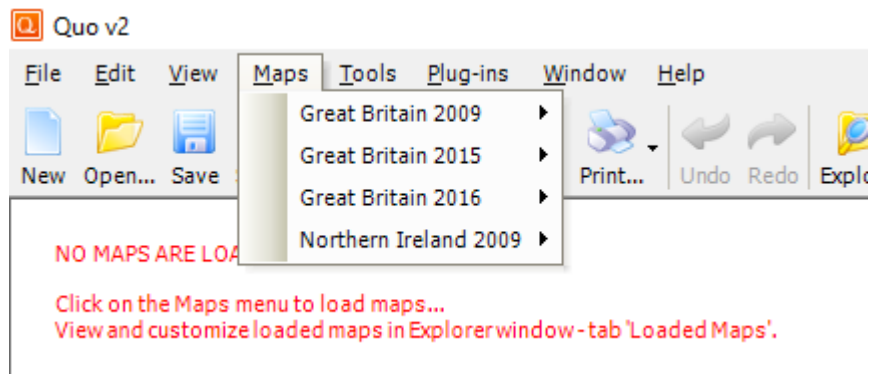 Quo v2
File Edit View Maps Tools Plug-ins Window Help
Great Britain 2009
Great Britain 2015
Great Britain 2016
Northern Ireland 2009
New Open... Save Print... Undo Redo
NO MAPS ARE
Click on the Maps menu to load maps...
View and customize loaded maps in Explorer window - tab 'Loaded Maps'.